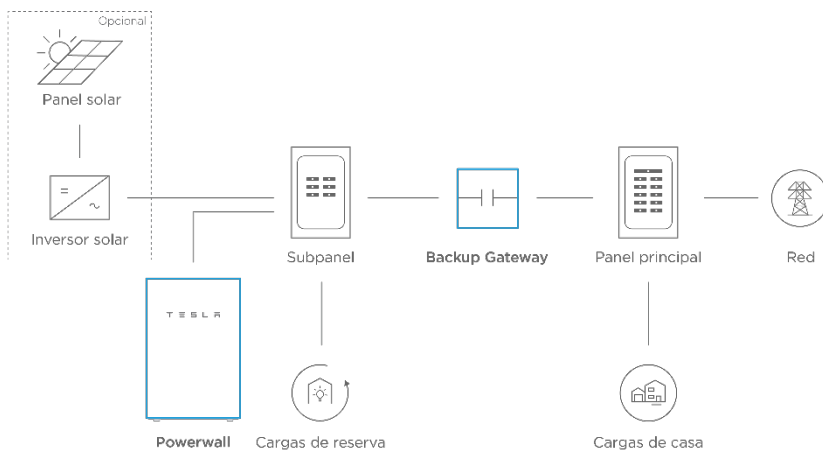 Opcional
Panel solar
Inversor solar
TESLA
Powerwall
Subpanel
Cargas de reserva
Backup Gateway
Panel principal
Cargas de casa
Red